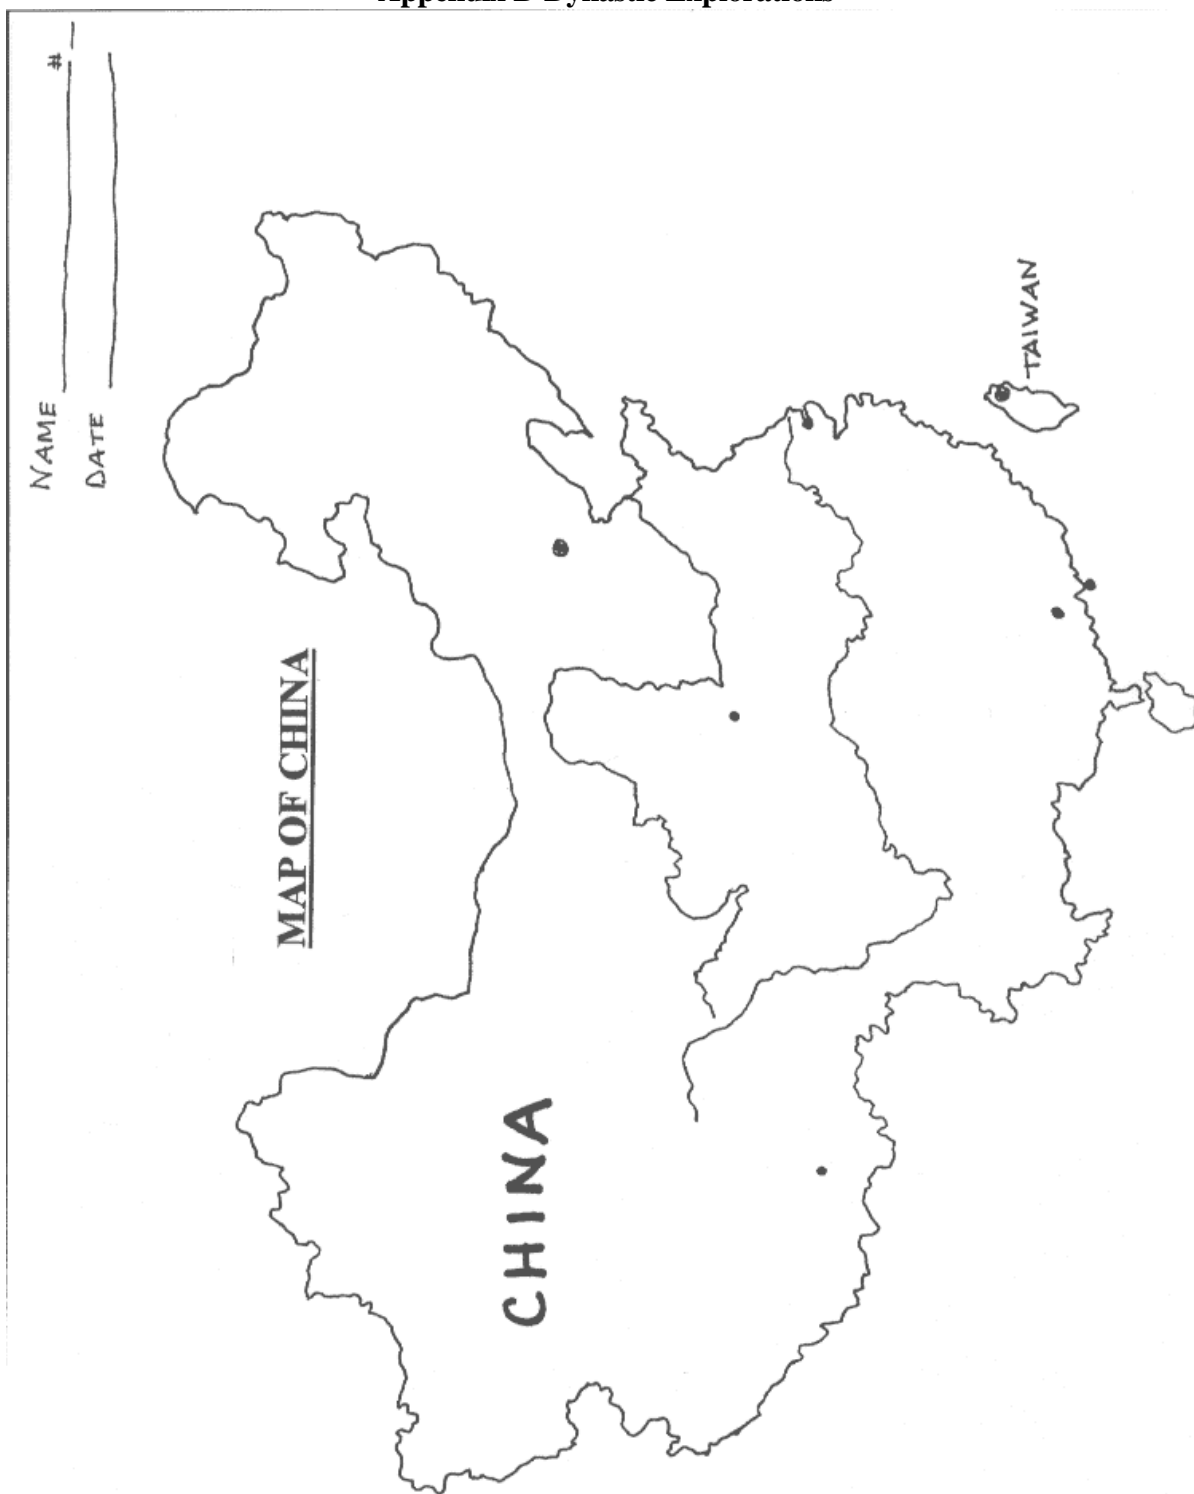 Appendix B Dynastic Explorations
NAME #
DATE
MAP OF CHINA
CHINA
TAIWAN